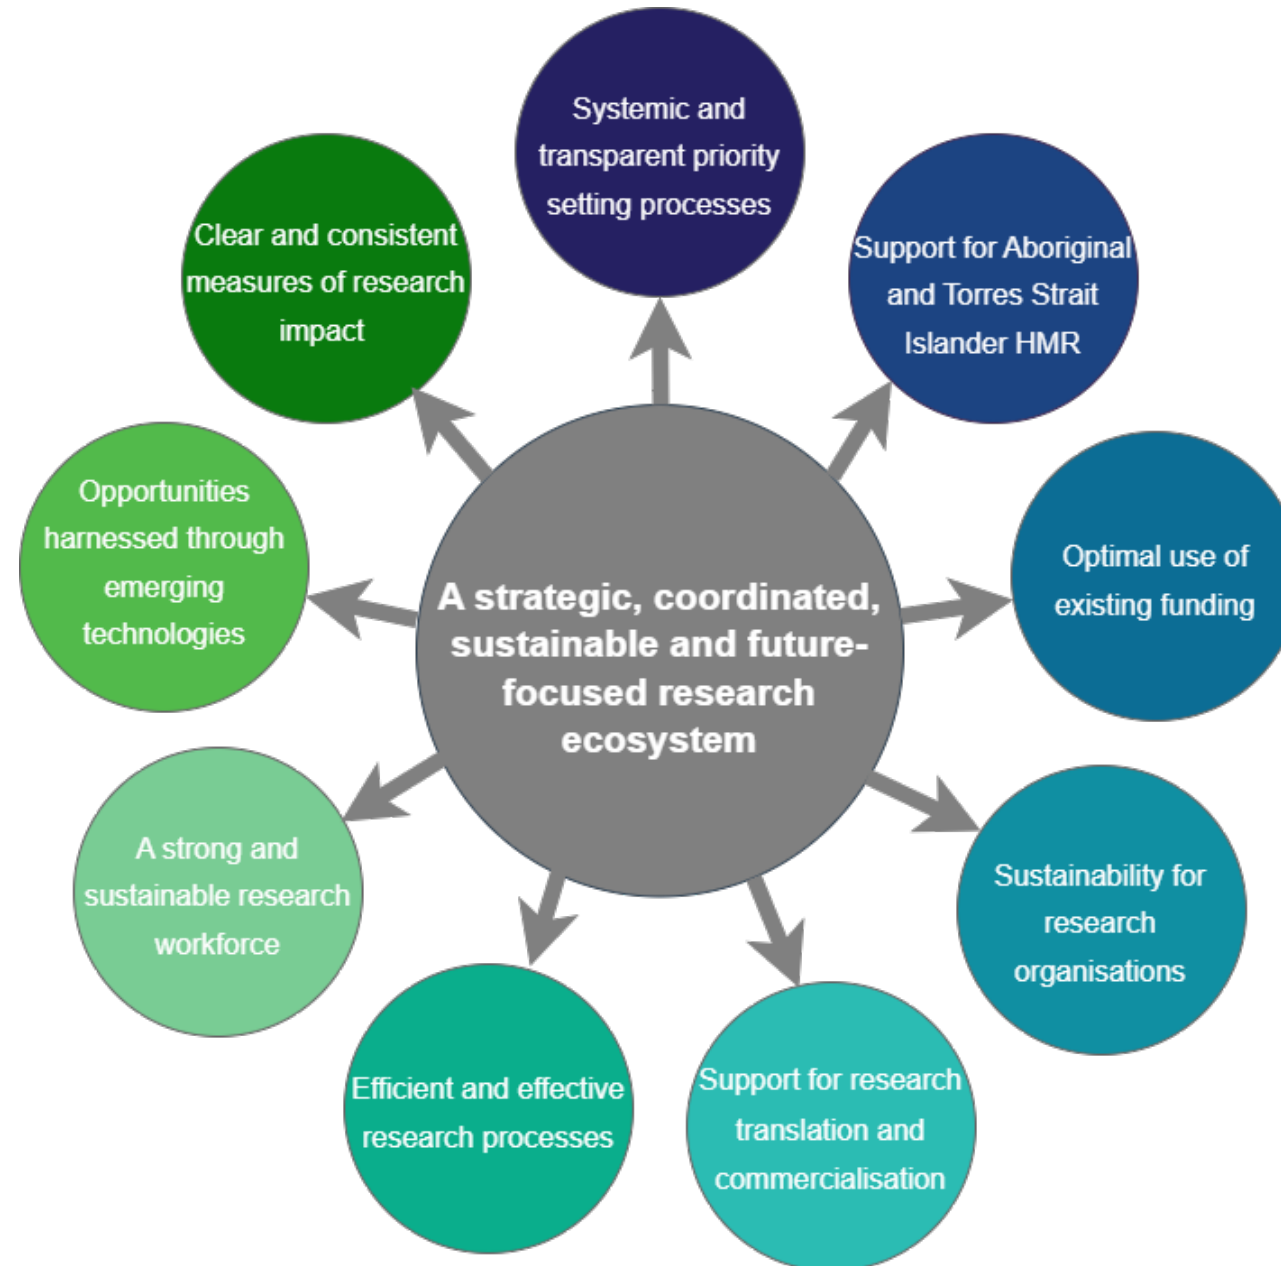 Systemic and
transparent priority
setting processes
Support for Aboriginal
and Torres Strait
Islander HMR
Optimal use of
existing funding
Sustainability for
research
organisations
Support for research
translation and
commercialisation
Efficient and effective
research processes
A strong and
sustainable research
workforce
Opportunities
harnessed through
emerging
technologies
Clear and consistent
measures of research
impact
A strategic, coordinated,
sustainable and future-
focused research
ecosystem